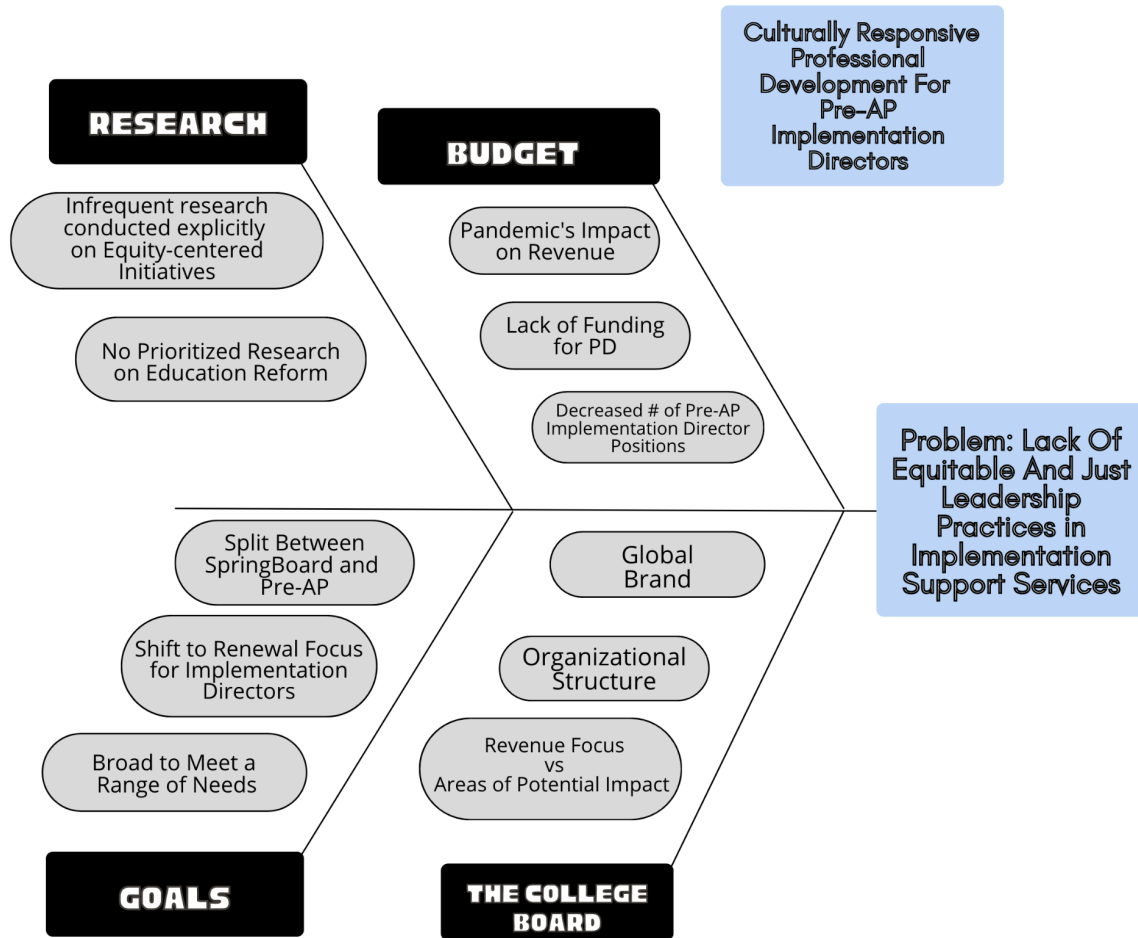 Culturally Responsive
Professional
Development For
Pre-AP
Implementation
Directors
RESEARCH
Infrequent research
conducted explicitly
on Equity-centered
Initiatives
No Prioritized Research
on Education Reform
BUDGET
Pandemic's Impact
on Revenue
Lack of Funding
for PD
Decreased # of Pre-AP
Implementation Director
Positions
Problem: Lack Of
Equitable And Just
Leadership
Practices in
Implementation
Support Services
Split Between
SpringBoard and
Pre-AP
Shift to Renewal Focus
for Implementation
Directors
Broad to Meet a
Range of Needs
GOALS
Global
Brand
Organizational
Structure
Revenue Focus
vs
Areas of Potential Impact
THE COLLEGE
BOARD